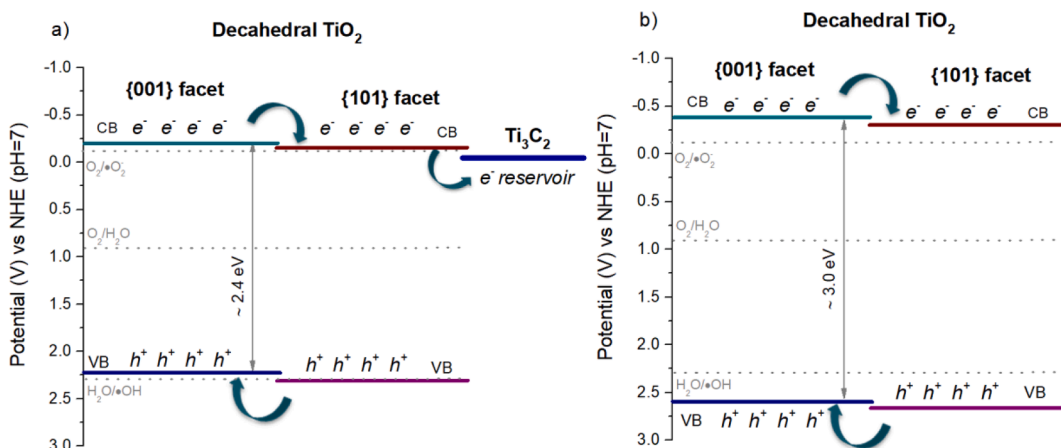 a)
Decahedral TiO₂
Potential (V) vs NHE (pH=7)
-1.0
-0.5
0.0
0.5
1.0
1.5
2.0
2.5
3.0
{001} facet
{101} facet
CB e⁻ e⁻ e⁻ e⁻
e⁻ e⁻ e⁻ e⁻ CB
Ti₃C₂
e⁻ reservoir
O₂/•O₂⁻
O₂/H₂O
~ 2.4 eV
VB h⁺ h⁺ h⁺ h⁺
h⁺ h⁺ h⁺ h⁺ VB
H₂O/•OH
b)
Decahedral TiO₂
Potential (V) vs NHE (pH=7)
-1.0
-0.5
0.0
0.5
1.0
1.5
2.0
2.5
3.0
{001} facet
{101} facet
CB e⁻ e⁻ e⁻ e⁻
e⁻ e⁻ e⁻ e⁻ CB
O₂/•O₂⁻
O₂/H₂O
~ 3.0 eV
H₂O/•OH
h⁺ h⁺ h⁺ h⁺ VB
VB h⁺ h⁺ h⁺ h⁺